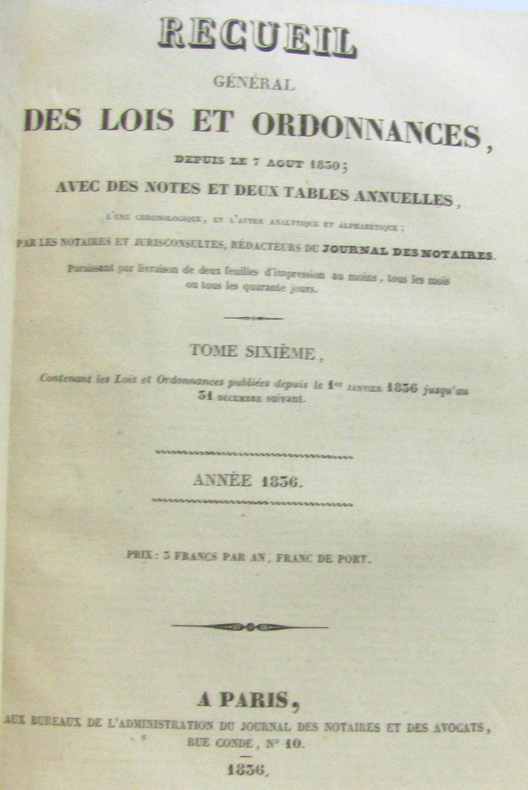 RECUEIL
GÉNÉRAL
DES LOIS ET ORDONNANCES,
DEPUIS LE 7 AOUT 1830;
AVEC DES NOTES ET DEUX TABLES ANNUELLES,
L'UNE CHRONOLOGIQUE, ET L'AUTRE ANALYTIQUE ET ALPHABÉTIQUE;
PAR LES NOTAIRES ET JURISCONSULTES, RÉDACTEURS DU JOURNAL DES NOTAIRES.
Paraissant par livraison de deux feuilles d'impression au moins, tous les mois
ou tous les quarante jours.
TOME SIXIÈME,
Contenant les Lois et Ordonnances publiées depuis le 1er JANVIER 1836 jusqu'au
31 DÉCEMBRE suivant.
ANNÉE 1836.
PRIX: 3 FRANCS PAR AN, FRANC DE PORT.
A PARIS,
AUX BUREAUX DE L'ADMINISTRATION DU JOURNAL DES NOTAIRES ET DES AVOCATS,
RUE CONDÉ, N° 10.
1836.